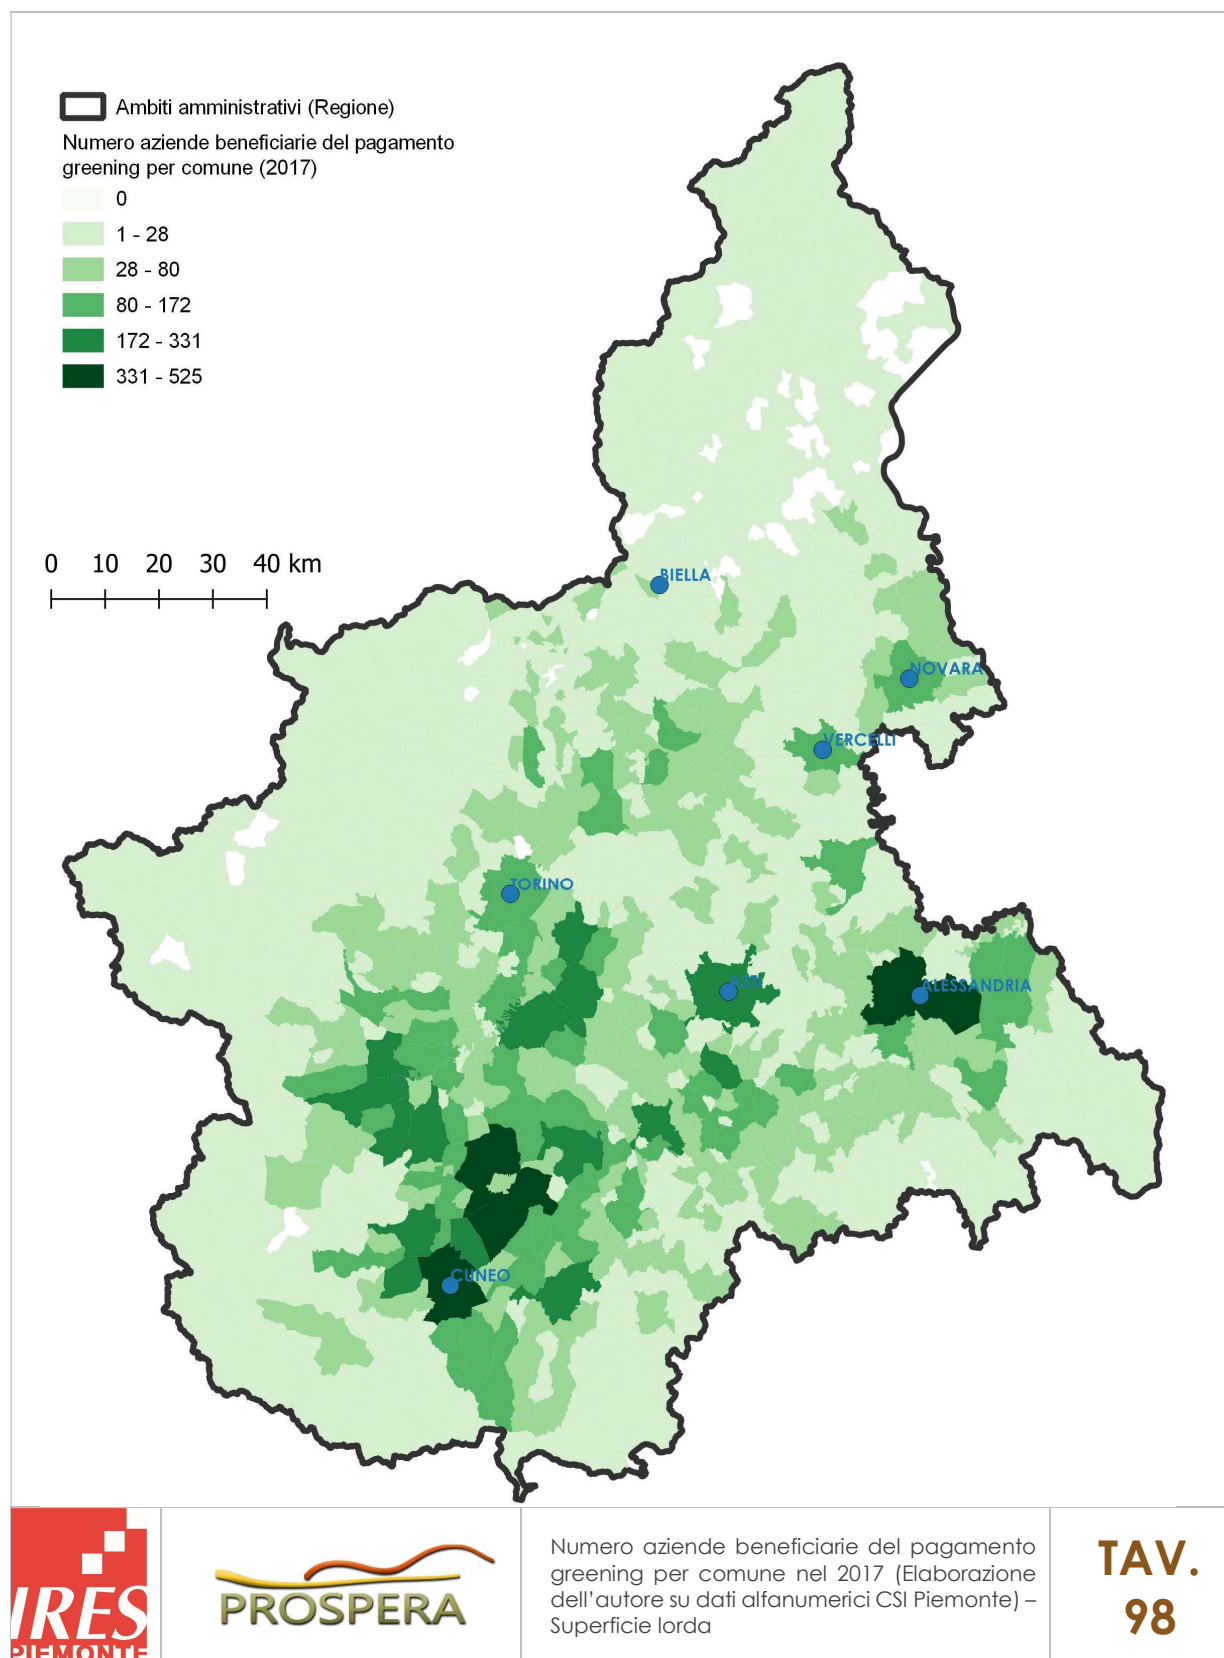 Ambiti amministrativi (Regione)
Numero aziende beneficiarie del pagamento
greening per comune (2017)
0
1 - 28
28 - 80
80 - 172
172 - 331
331 - 525
0 10 20 30 40 km
BIELLA
NOVARA
VERCELLI
TORINO
ASTI
ALESSANDRIA
CUNEO
IRES
PIEMONTE
PROSPERA
Numero aziende beneficiarie del pagamento
greening per comune nel 2017 (Elaborazione
dell'autore su dati alfanumerici CSI Piemonte) –
Superficie lorda
TAV.
98